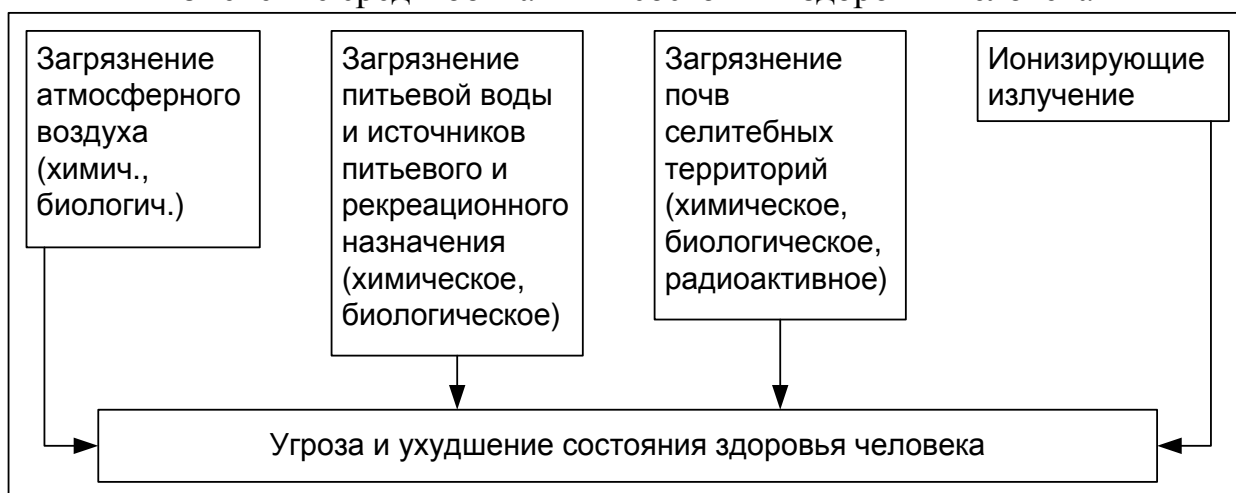 Загрязнение
атмосферного
воздуха
(химич.,
биологич.)
Загрязнение
питьевой воды
и источников
питьевого и
рекреационного
назначения
(химическое,
биологическое)
Загрязнение
почв
селитебных
территорий
(химическое,
биологическое,
радиоактивное)
Ионизирующие
излучение
Угроза и ухудшение состояния здоровья человека